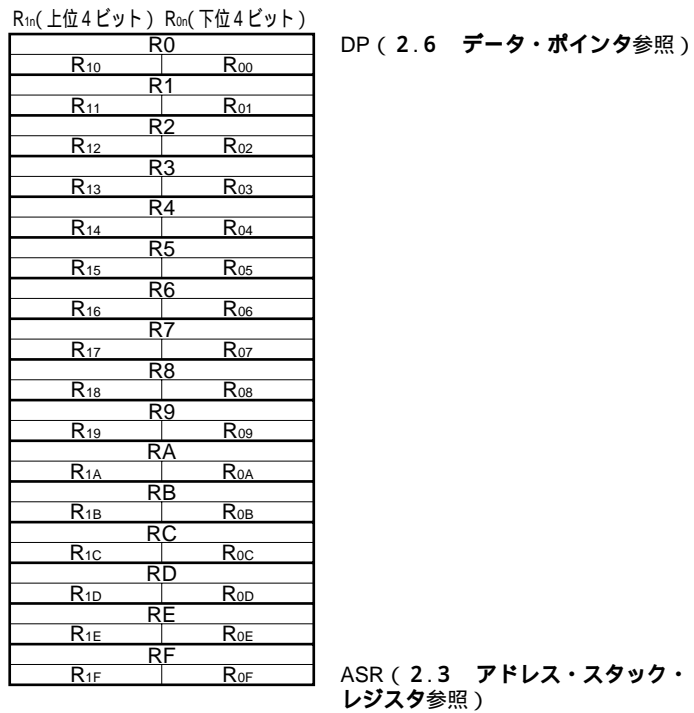 R1n(上位4ビット) R0n(下位4ビット)
R0 DP(2.6 データ・ポインタ参照)
R10 R00
R1
R11 R01
R2
R12 R02
R3
R13 R03
R4
R14 R04
R5
R15 R05
R6
R16 R06
R7
R17 R07
R8
R18 R08
R9
R19 R09
RA
R1A R0A
RB
R1B R0B
RC
R1C R0C
RD
R1D R0D
RE
R1E R0E
RF
R1F R0F ASR(2.3 アドレス・スタック・
レジスタ参照)